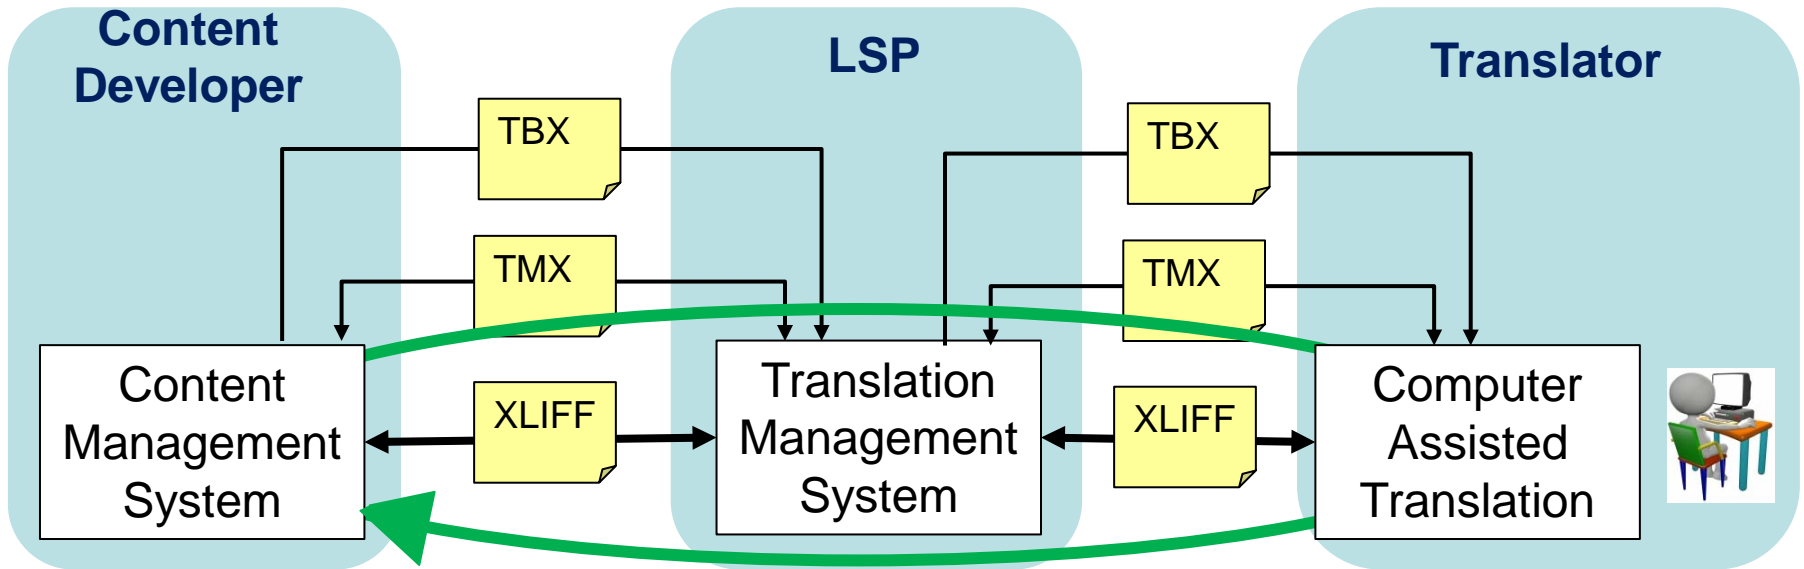 Content
Developer
LSP
Translator
TBX
TBX
TMX
TMX
Content
Management
System
XLIFF
Translation
Management
System
XLIFF
Computer
Assisted
Translation